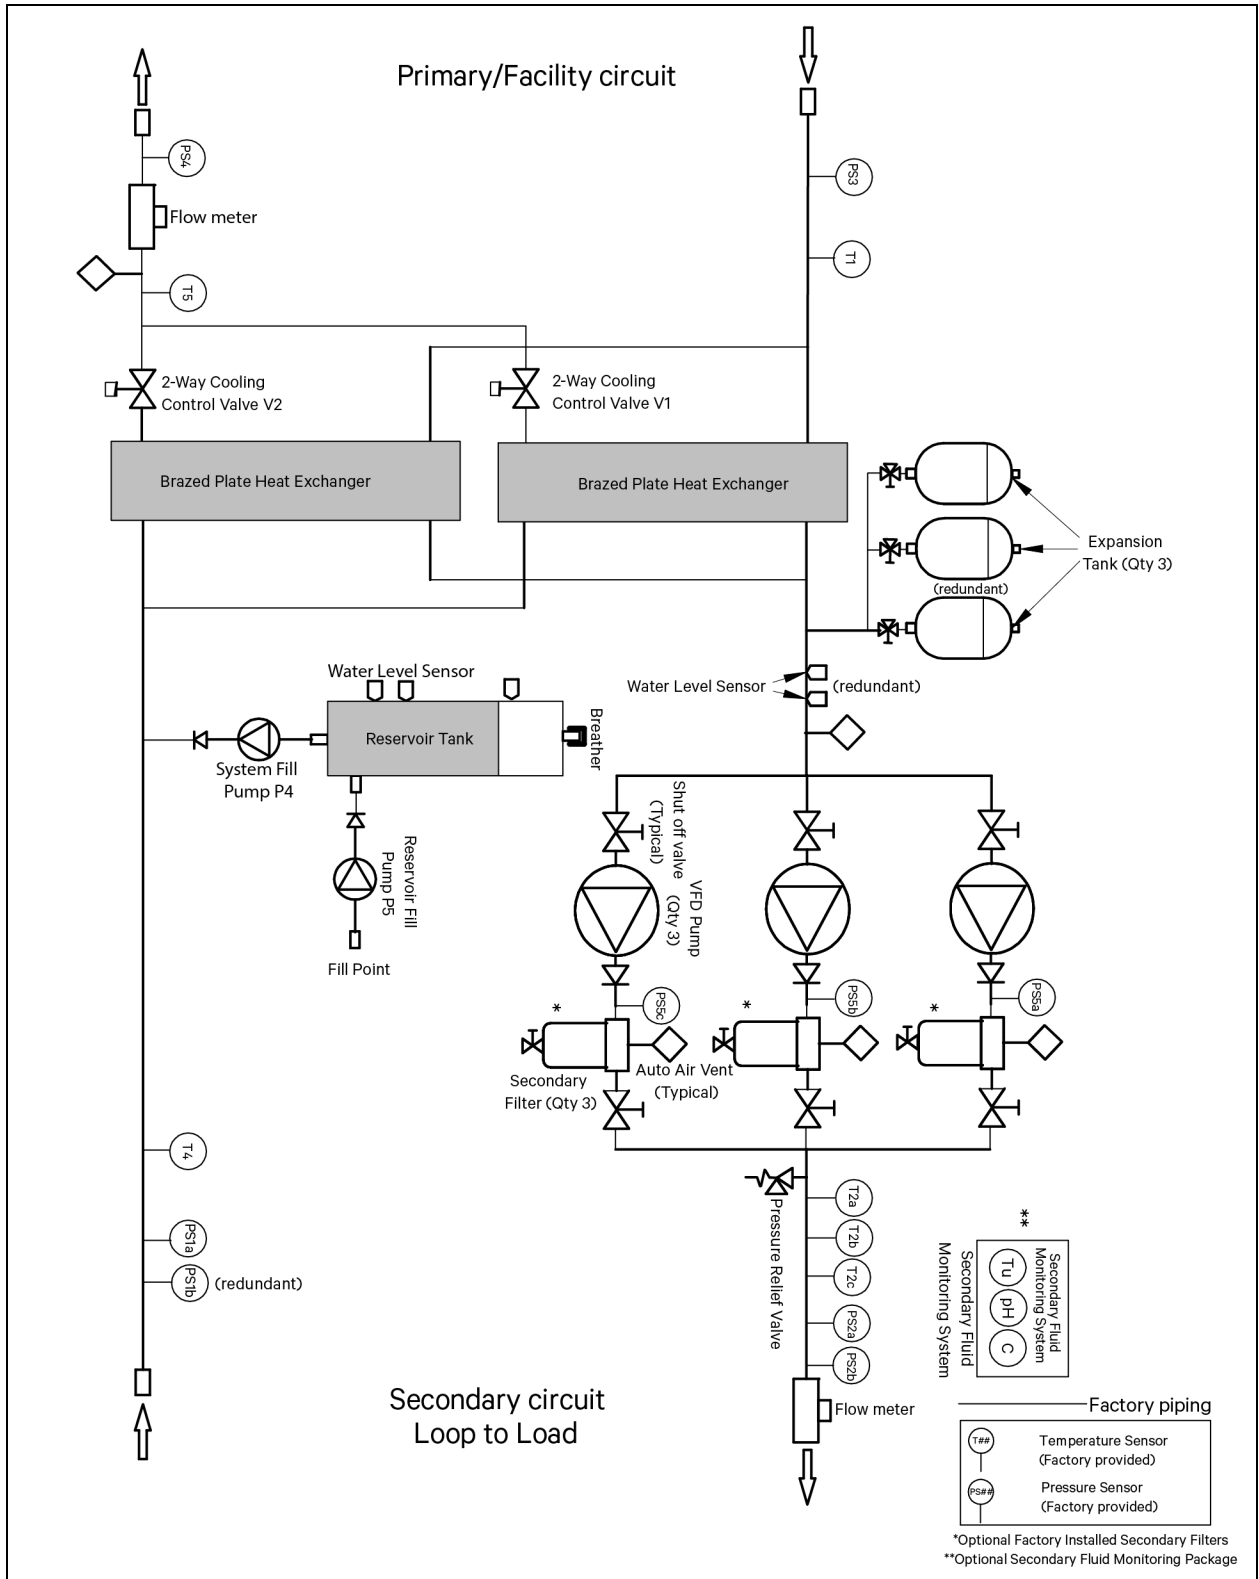 Primary/Facility circuit
PS4
PS3
Flow meter
T1
T5
2-Way Cooling
Control Valve V2
2-Way Cooling
Control Valve V1
Brazed Plate Heat Exchanger
Brazed Plate Heat Exchanger
Expansion
Tank (Qty 3)
(redundant)
Water Level Sensor
Water Level Sensor
(redundant)
Reservoir Tank
Breather
System Fill
Pump P4
Reservoir Fill
Pump P5
Fill Point
Shut off valve
(Typical)
VFD Pump
(Qty 3)
PS5c
PS5b
PS5a
*
*
*
Secondary
Filter (Qty 3)
Auto Air Vent
(Typical)
T4
PS1a
PS1b
(redundant)
Pressure Relief Valve
T2a
T2b
T2c
PS2a
PS2b
Flow meter
**
Secondary Fluid
Monitoring System
Tu
pH
C
Secondary Fluid
Monitoring System
Secondary circuit
Loop to Load
Factory piping
T##
Temperature Sensor
(Factory provided)
PS##
Pressure Sensor
(Factory provided)
*Optional Factory Installed Secondary Filters
**Optional Secondary Fluid Monitoring Package